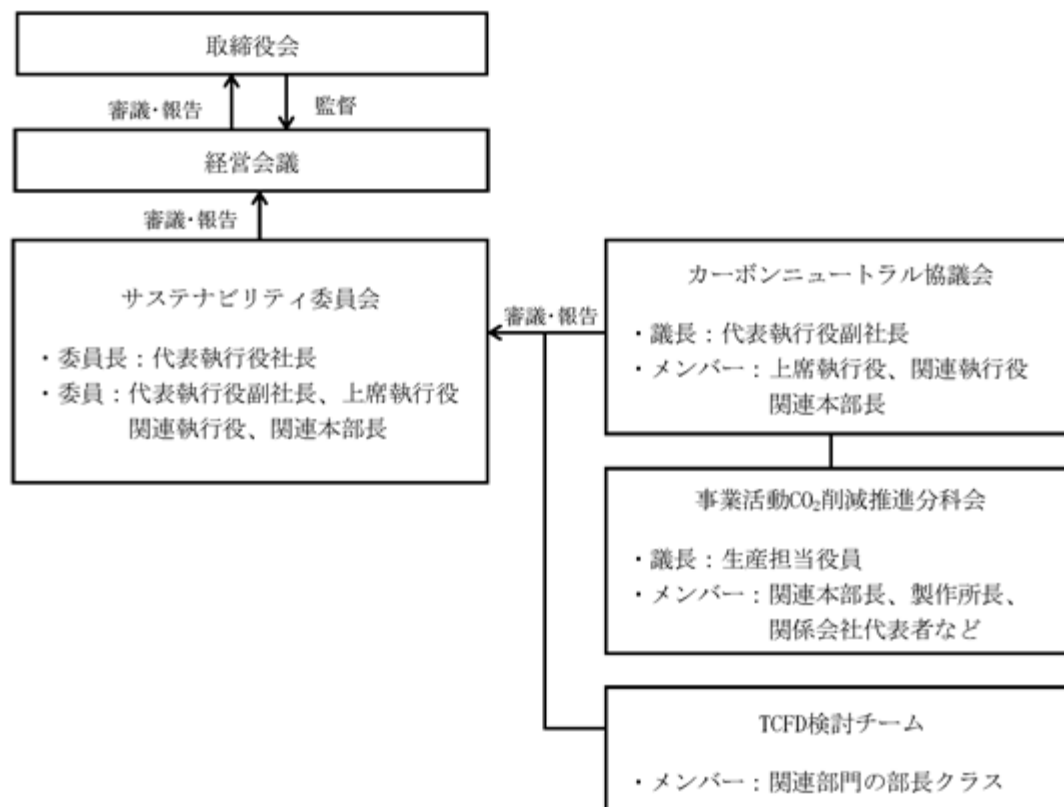 取締役会
審議・報告
監督
経営会議
審議・報告
サステナビリティ委員会
・委員長：代表執行役社長
・委員：代表執行役副社長、上席執行役
関連執行役、関連本部長
審議・報告
カーボンニュートラル協議会
・議長：代表執行役副社長
・メンバー：上席執行役、関連執行役
関連本部長
事業活動CO₂削減推進分科会
・議長：生産担当役員
・メンバー：関連本部長、製作所長、
関係会社代表者など
TCFD検討チーム
・メンバー：関連部門の部長クラス